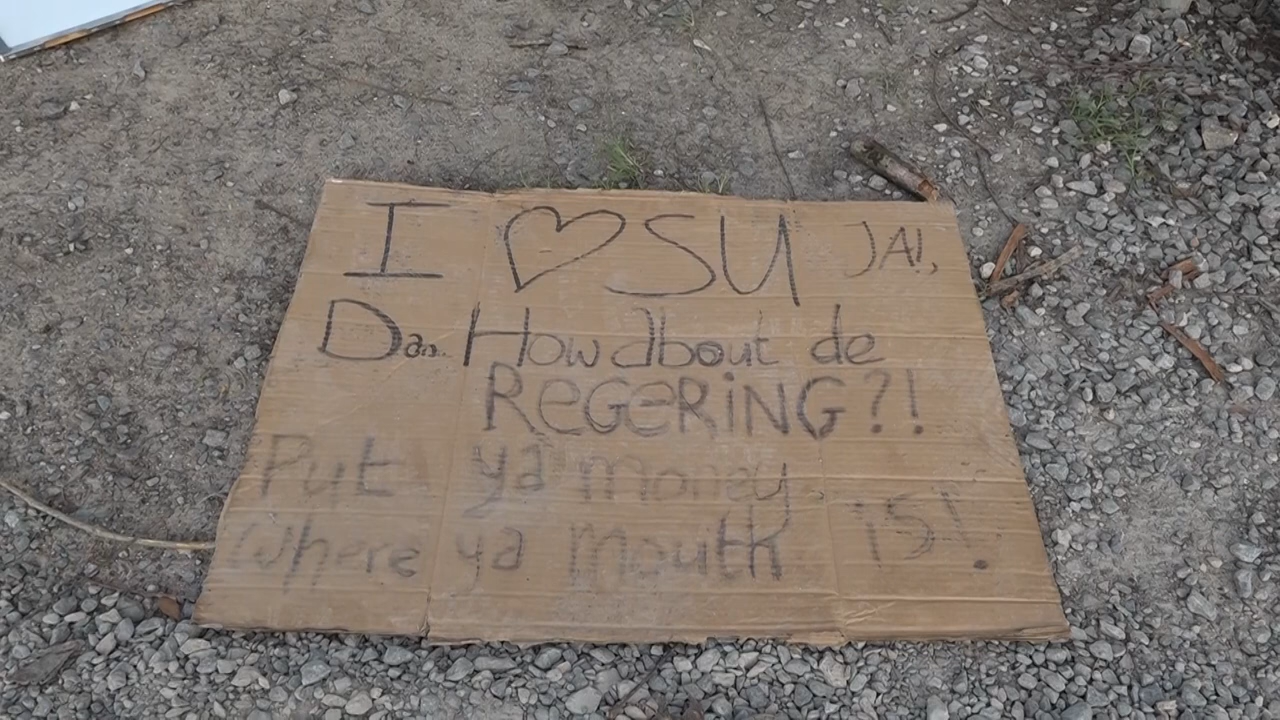 I ♡ SU JA!,
Dan.. How about de
REGERING?!
Put ya money
where ya mouth is!